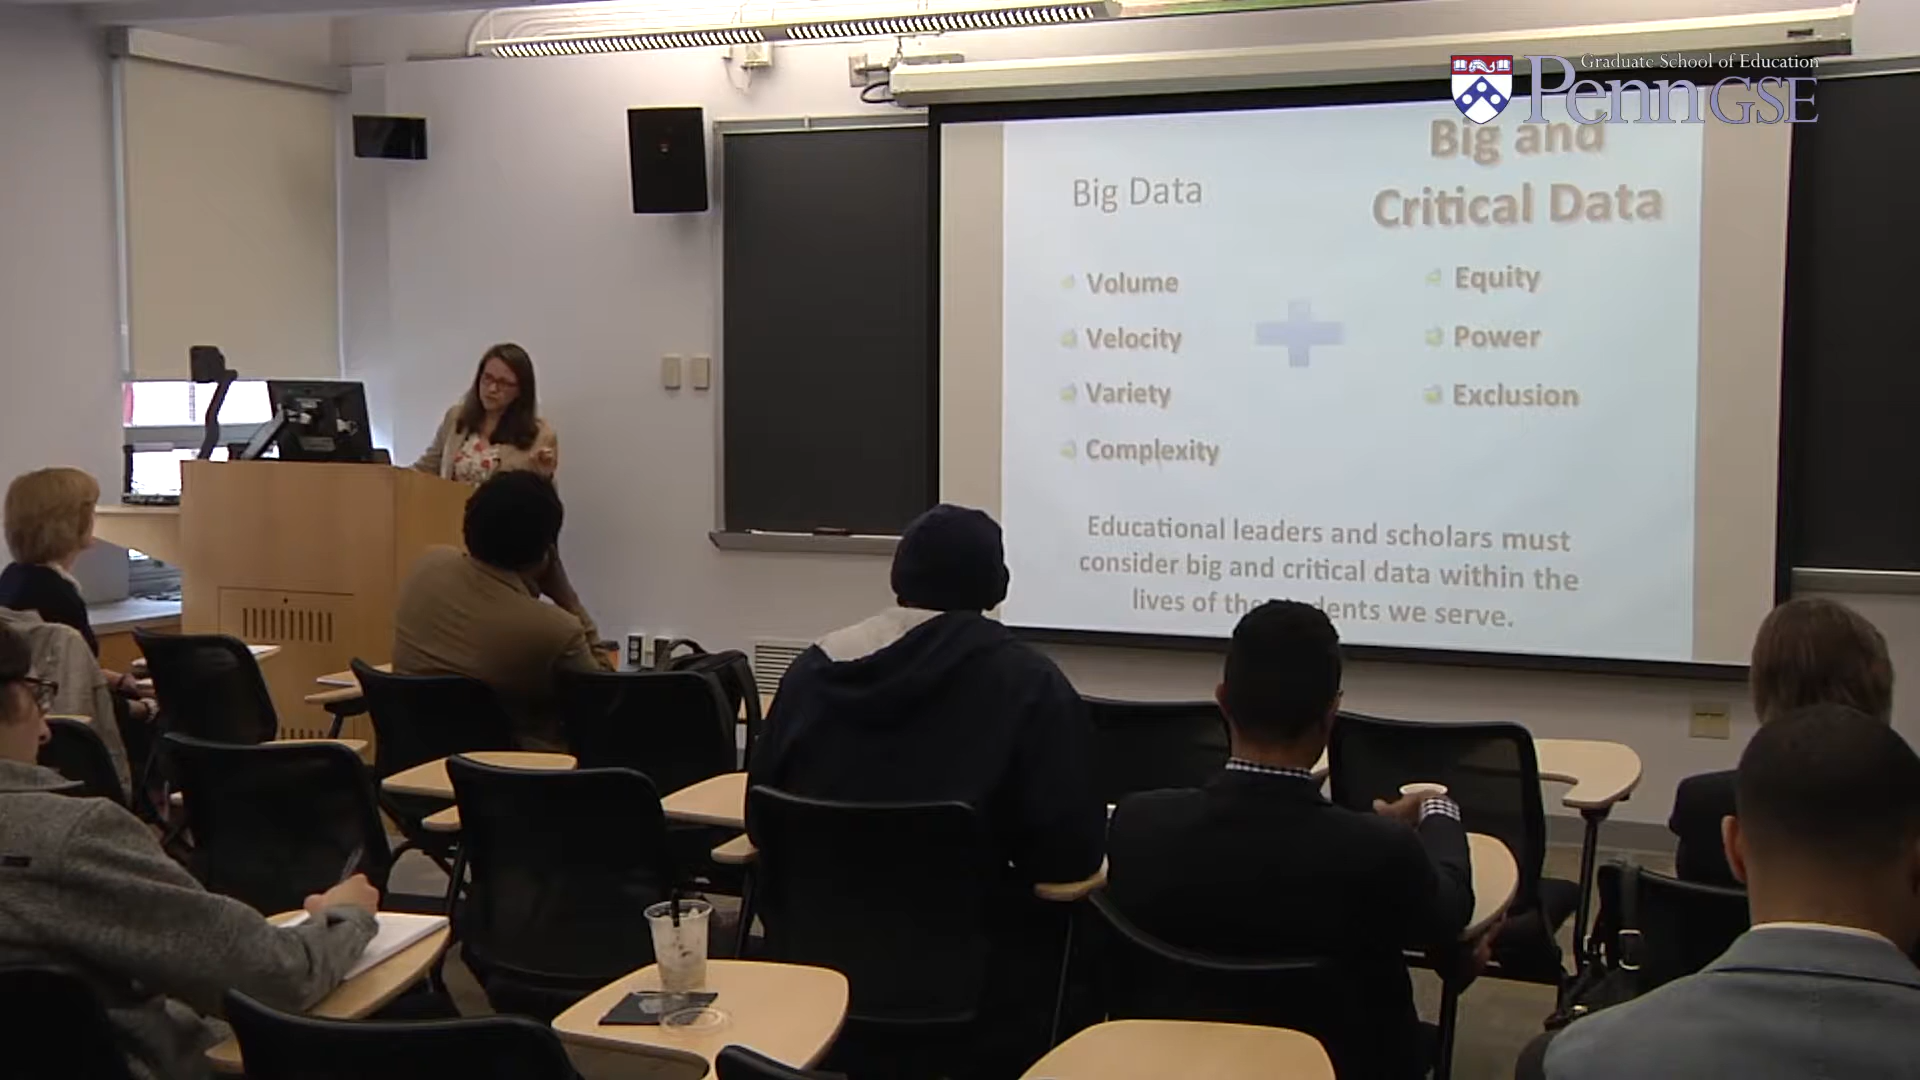 Graduate School of Education
PennGSE
Big Data
Volume
Velocity
Variety
Complexity
Big and
Critical Data
Equity
Power
Exclusion
Educational leaders and scholars must
consider big and critical data within the
lives of the students we serve.